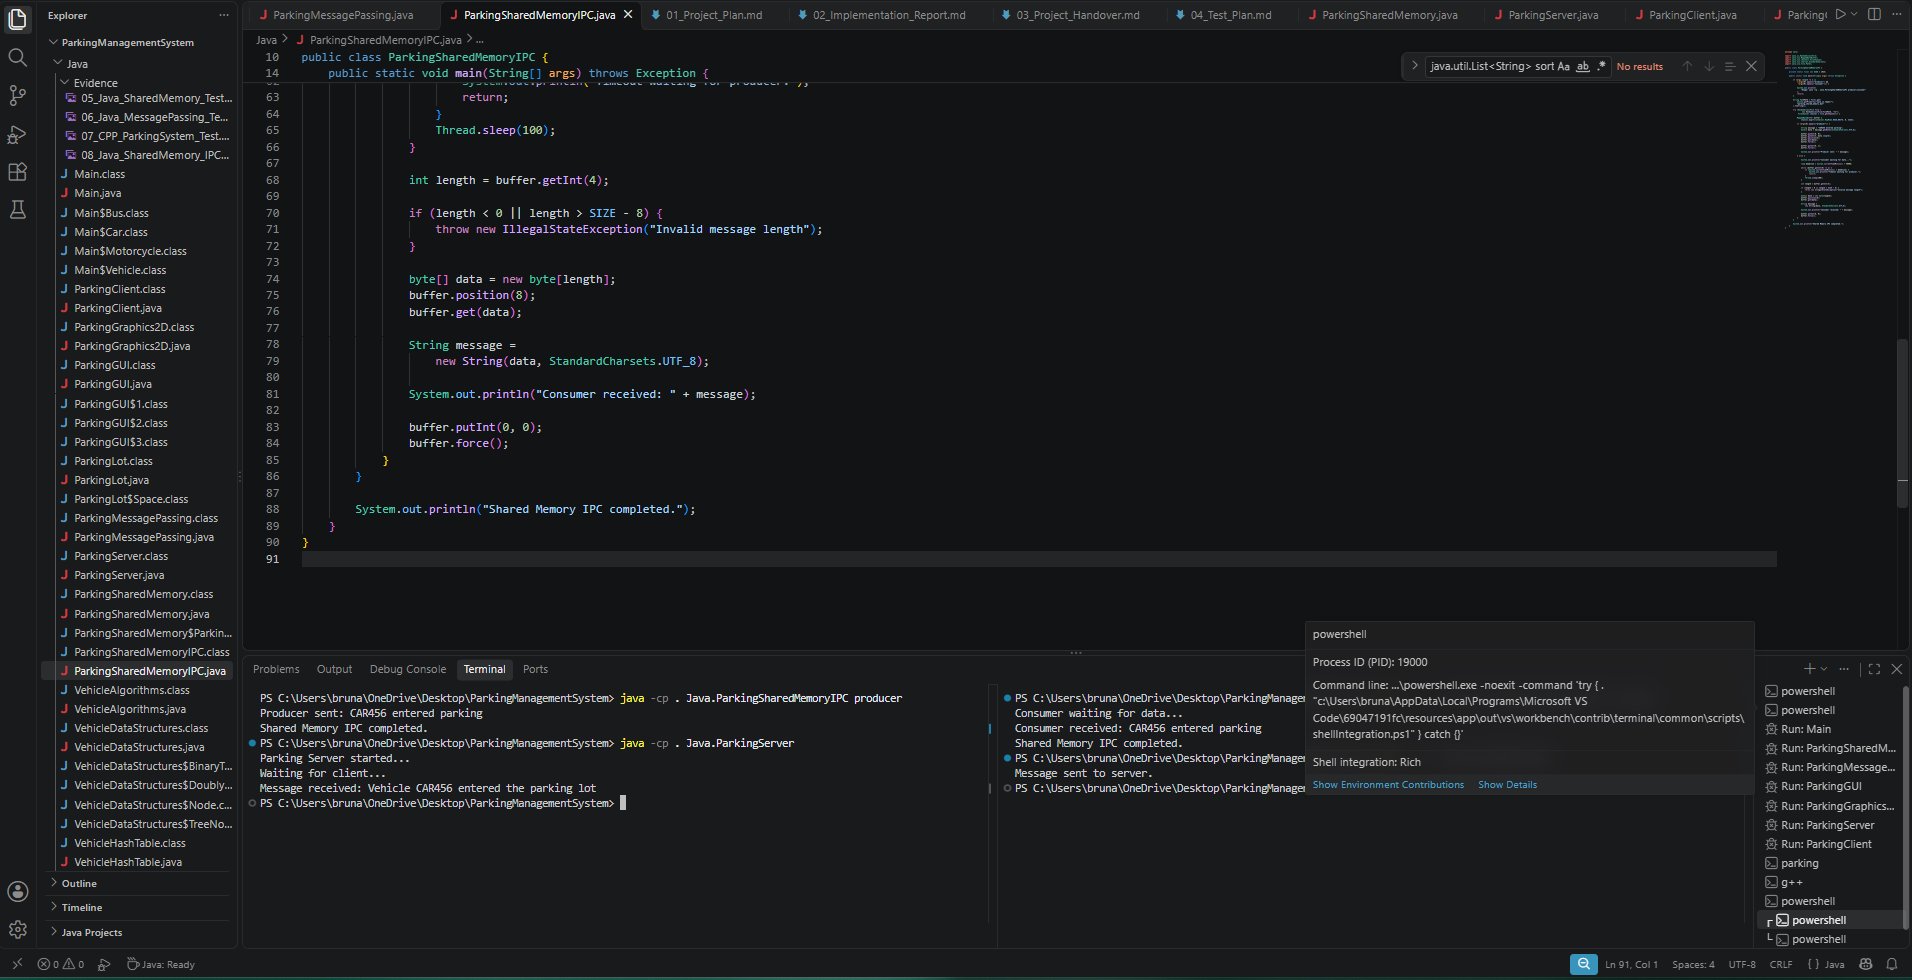 Explorer
ParkingManagementSystem
Java
Evidence
05_Java_SharedMemory_Test...
06_Java_MessagePassing_Te...
07_CPP_ParkingSystem_Test....
08_Java_SharedMemory_IPC...
Main.class
Main.java
Main$Bus.class
Main$Car.class
Main$Motorcycle.class
Main$Vehicle.class
ParkingClient.class
ParkingClient.java
ParkingGraphics2D.class
ParkingGraphics2D.java
ParkingGUI.class
ParkingGUI.java
ParkingGUI$1.class
ParkingGUI$2.class
ParkingGUI$3.class
ParkingLot.class
ParkingLot.java
ParkingLot$Space.class
ParkingMessagePassing.class
ParkingMessagePassing.java
ParkingServer.class
ParkingServer.java
ParkingSharedMemory.class
ParkingSharedMemory.java
ParkingSharedMemory$Parkin...
ParkingSharedMemoryIPC.class
ParkingSharedMemoryIPC.java
VehicleAlgorithms.class
VehicleAlgorithms.java
VehicleDataStructures.class
VehicleDataStructures.java
VehicleDataStructures$BinaryT...
VehicleDataStructures$Doubly...
VehicleDataStructures$Node.c...
VehicleDataStructures$TreeNo...
VehicleHashTable.class
VehicleHashTable.java
Outline
Timeline
Java Projects
ParkingMessagePassing.java
ParkingSharedMemoryIPC.java
01_Project_Plan.md
02_Implementation_Report.md
03_Project_Handover.md
04_Test_Plan.md
ParkingSharedMemory.java
ParkingServer.java
ParkingClient.java
Parking
Java > ParkingSharedMemoryIPC.java > ...
java.util.List<String> sort Aa ab .* No results
10 public class ParkingSharedMemoryIPC {
14 public static void main(String[] args) throws Exception {
63 return;
64 }
65 Thread.sleep(100);
66 }
67
68 int length = buffer.getInt(4);
69
70 if (length < 0 || length > SIZE - 8) {
71 throw new IllegalStateException("Invalid message length");
72 }
73
74 byte[] data = new byte[length];
75 buffer.position(8);
76 buffer.get(data);
77
78 String message =
79 new String(data, StandardCharsets.UTF_8);
80
81 System.out.println("Consumer received: " + message);
82
83 buffer.putInt(0, 0);
84 buffer.force();
85 }
86 }
87
88 System.out.println("Shared Memory IPC completed.");
89 }
90 }
91
Problems Output Debug Console Terminal Ports
PS C:\Users\bruna\OneDrive\Desktop\ParkingManagementSystem> java -cp . Java.ParkingSharedMemoryIPC producer
Producer sent: CAR456 entered parking
Shared Memory IPC completed.
PS C:\Users\bruna\OneDrive\Desktop\ParkingManagementSystem> java -cp . Java.ParkingServer
Parking Server started...
Waiting for client...
Message received: Vehicle CAR456 entered the parking lot
PS C:\Users\bruna\OneDrive\Desktop\ParkingManagementSystem>
PS C:\Users\bruna\OneDrive\Desktop\ParkingManagemen
Consumer waiting for data...
Consumer received: CAR456 entered parking
Shared Memory IPC completed.
PS C:\Users\bruna\OneDrive\Desktop\ParkingManagemen
Message sent to server.
PS C:\Users\bruna\OneDrive\Desktop\ParkingManagemen
powershell
Process ID (PID): 19000
Command line: ...\powershell.exe -noexit -command 'try { .
"c:\Users\bruna\AppData\Local\Programs\Microsoft VS
Code\69047191fc\resources\app\out\vs\workbench\contrib\terminal\common\scripts\
shellIntegration.ps1" } catch {}'
Shell integration: Rich
Show Environment Contributions Show Details
powershell
powershell
Run: Main
Run: ParkingSharedM...
Run: ParkingMessage...
Run: ParkingGUI
Run: ParkingGraphics...
Run: ParkingServer
Run: ParkingClient
parking
g++
powershell
powershell
powershell
0 0 Java: Ready
Ln 91, Col 1 Spaces: 4 UTF-8 CRLF { } Java